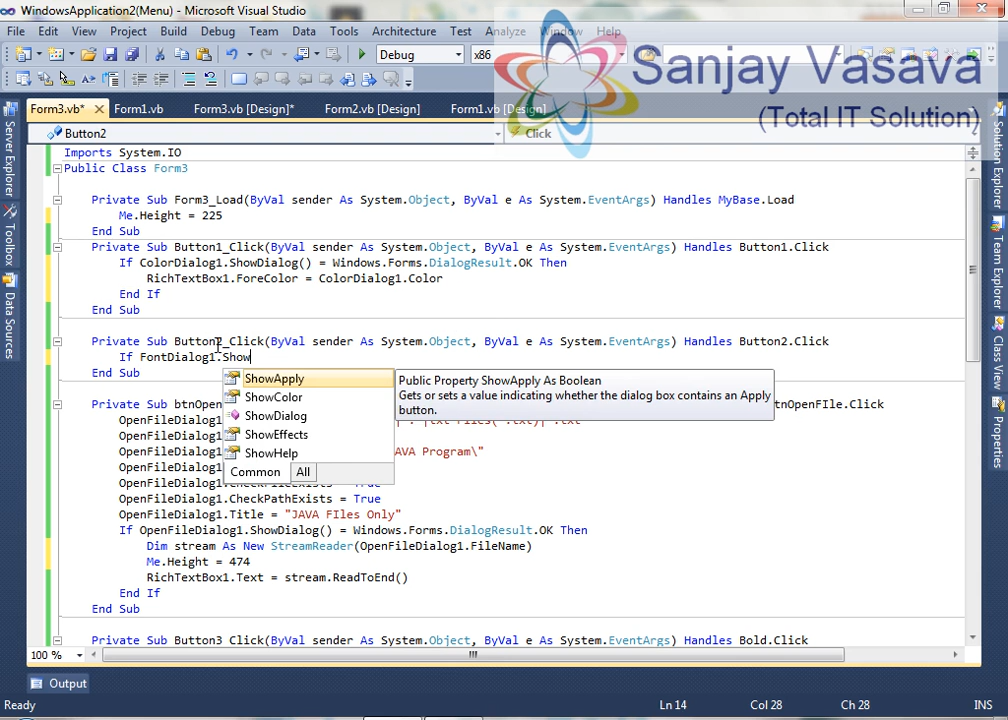 WindowsApplication2(Menu) - Microsoft Visual Studio
File Edit View Project Build Debug Team Data Tools Architecture Test Analyze Window Help
Debug x86
Sanjay Vasava
(Total IT Solution)
Form3.vb* Form1.vb Form3.vb [Design]* Form2.vb [Design] Form1.vb [Design]
Button2 Click
Imports System.IO
Public Class Form3
Private Sub Form3_Load(ByVal sender As System.Object, ByVal e As System.EventArgs) Handles MyBase.Load
Me.Height = 225
End Sub
Private Sub Button1_Click(ByVal sender As System.Object, ByVal e As System.EventArgs) Handles Button1.Click
If ColorDialog1.ShowDialog() = Windows.Forms.DialogResult.OK Then
RichTextBox1.ForeColor = ColorDialog1.Color
End If
End Sub
Private Sub Button2_Click(ByVal sender As System.Object, ByVal e As System.EventArgs) Handles Button2.Click
If FontDialog1.Show
End Sub
ShowApply
ShowColor
ShowDialog
ShowEffects
ShowHelp
Common All
Public Property ShowApply As Boolean
Gets or sets a value indicating whether the dialog box contains an Apply
button.
Private Sub btnOpen
btnOpenFIle.Click
OpenFileDialog1
OpenFileDialog1
OpenFileDialog1
AVA Program\"
OpenFileDialog1
OpenFileDialog1.CheckFileExists = True
OpenFileDialog1.CheckPathExists = True
OpenFileDialog1.Title = "JAVA FIles Only"
If OpenFileDialog1.ShowDialog() = Windows.Forms.DialogResult.OK Then
Dim stream As New StreamReader(OpenFileDialog1.FileName)
Me.Height = 474
RichTextBox1.Text = stream.ReadToEnd()
End If
End Sub
Private Sub Button3_Click(ByVal sender As System.Object, ByVal e As System.EventArgs) Handles Bold.Click
100 %
Output
Ready Ln 14 Col 28 Ch 28 INS
Server Explorer
Toolbox
Data Sources
Solution Explorer
Team Explorer
Class View
Properties